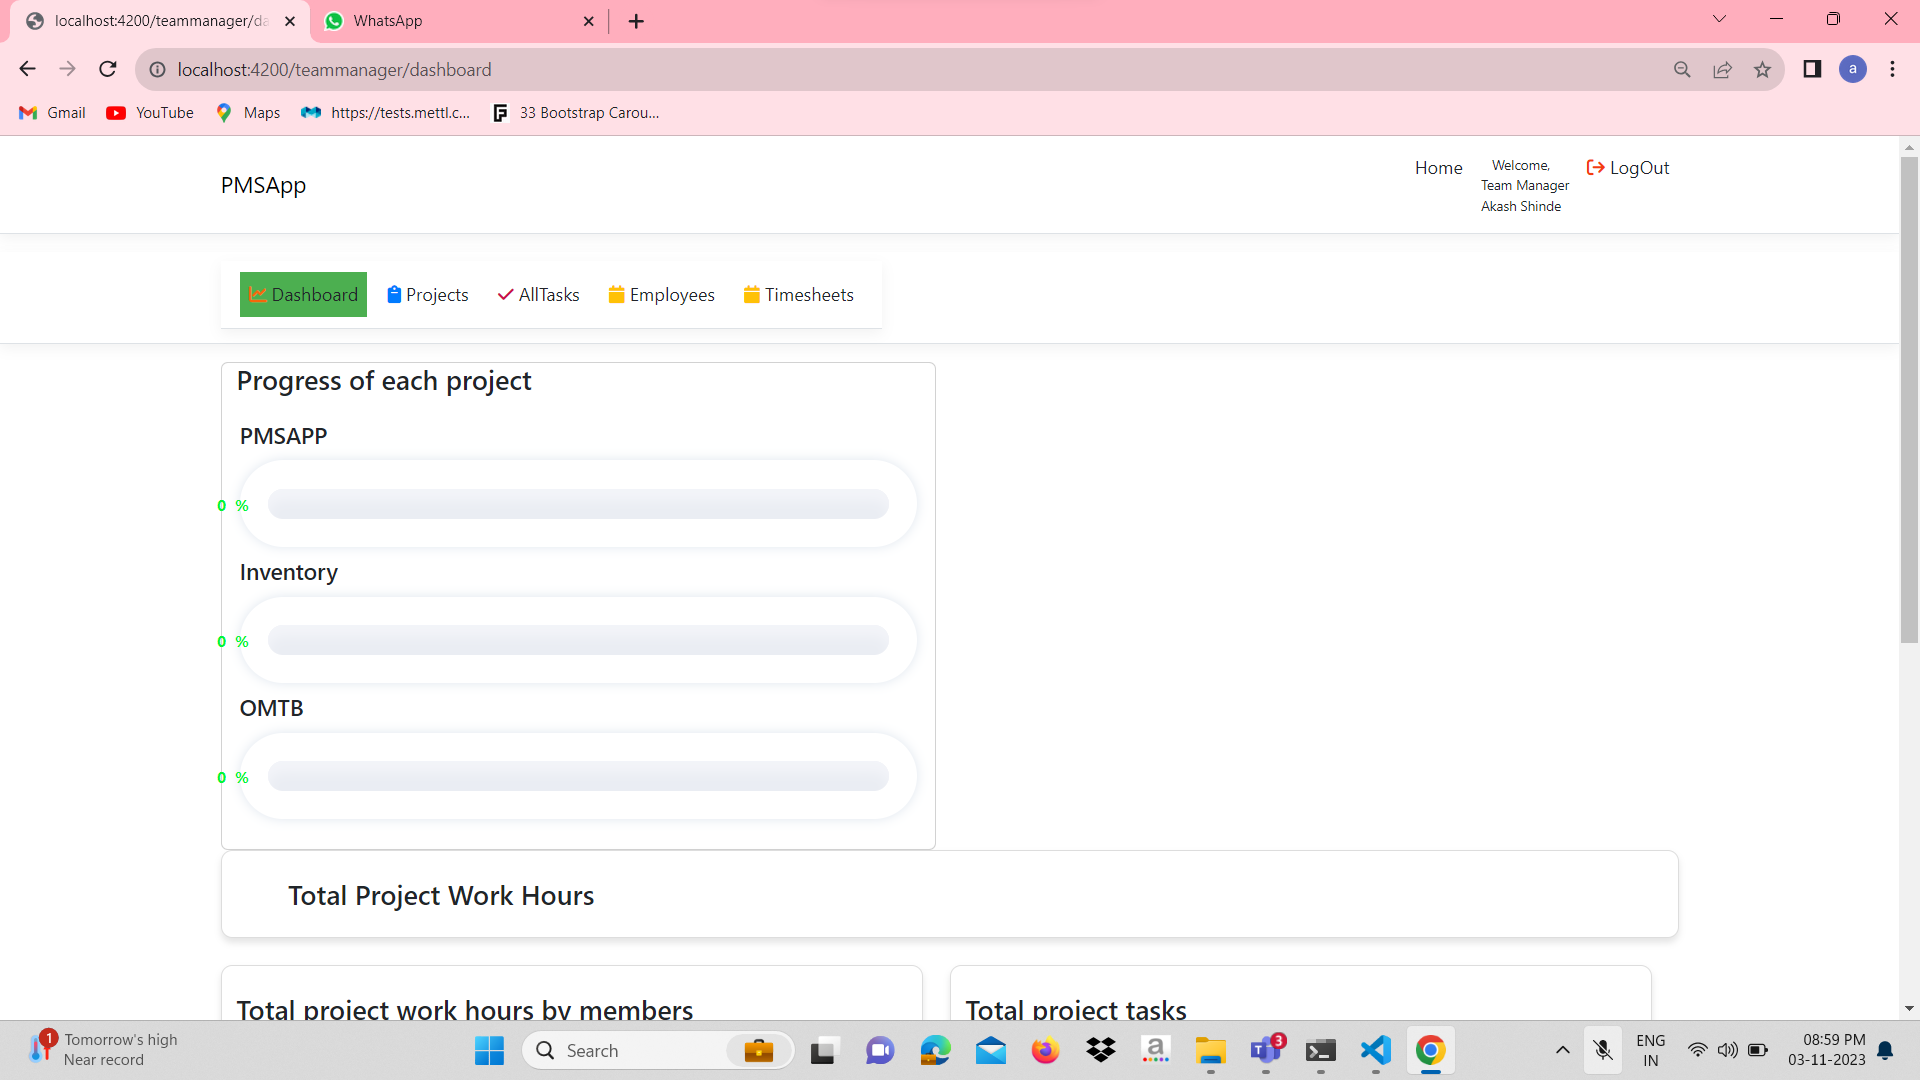 localhost:4200/teammanager/da
WhatsApp
localhost:4200/teammanager/dashboard
a
Gmail
YouTube
Maps
https://tests.mettl.c...
33 Bootstrap Carou...
PMSApp
Home
Welcome,
Team Manager
Akash Shinde
LogOut
Dashboard
Projects
AllTasks
Employees
Timesheets
Progress of each project
PMSAPP
0 %
Inventory
0 %
OMTB
0 %
Total Project Work Hours
Total project work hours by members
Total project tasks
1
Tomorrow's high
Near record
Search
a
3
ENG
IN
08:59 PM
03-11-2023